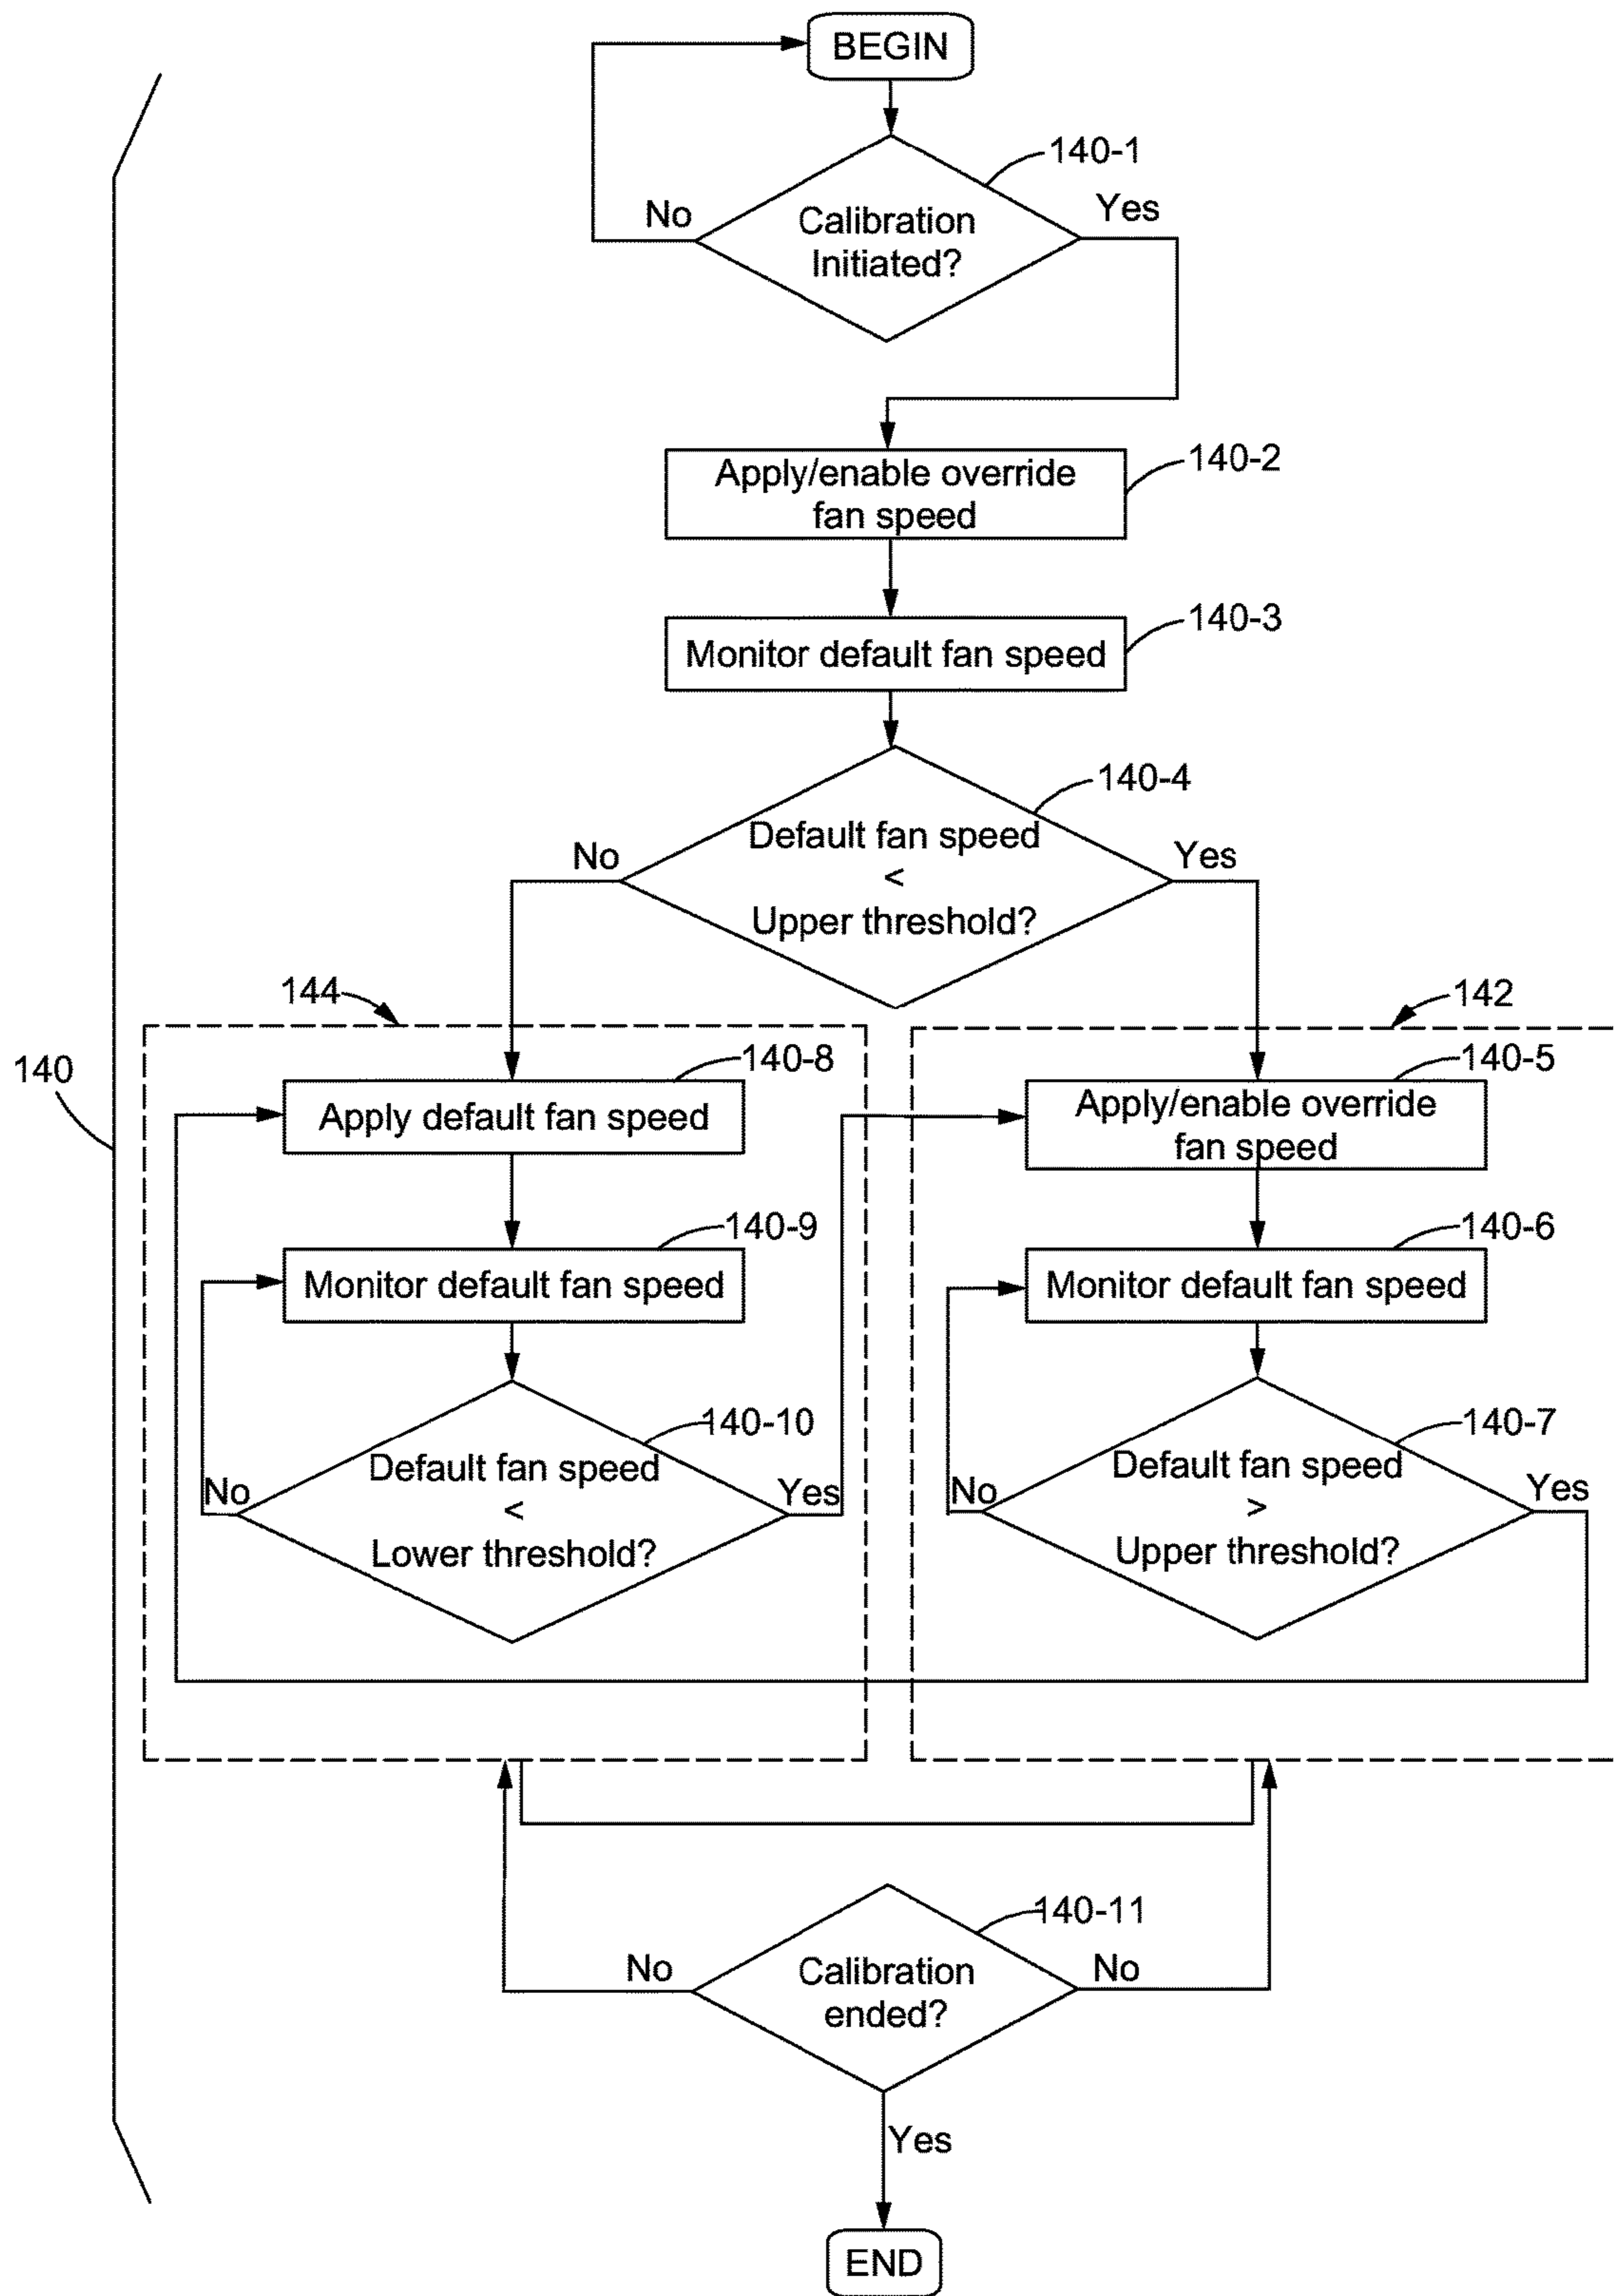 BEGIN
140-1
Calibration
Initiated?
No
Yes
140-2
Apply/enable override
fan speed
140-3
Monitor default fan speed
140-4
Default fan speed
<
Upper threshold?
No
Yes
144
142
140
140-8
Apply default fan speed
140-5
Apply/enable override
fan speed
140-9
Monitor default fan speed
140-6
Monitor default fan speed
140-10
Default fan speed
<
Lower threshold?
No
Yes
140-7
Default fan speed
>
Upper threshold?
No
Yes
140-11
Calibration
ended?
No
No
Yes
END